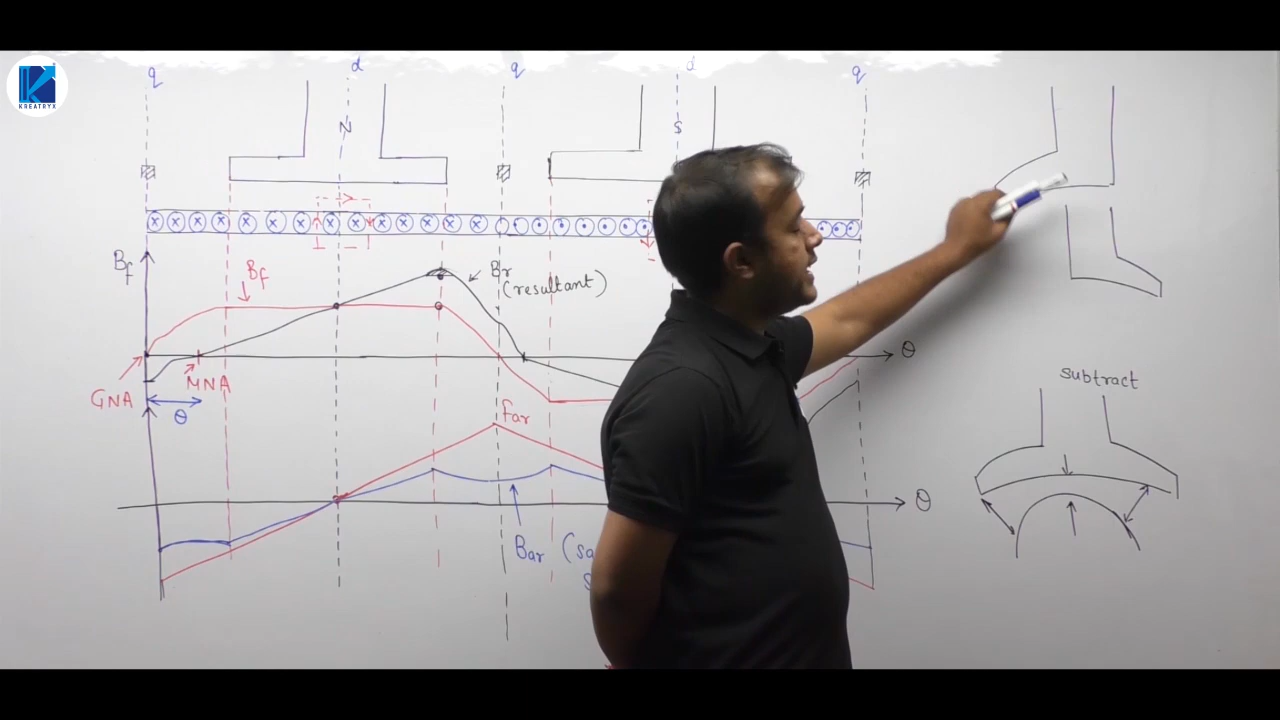 KREATRYX
q
d
q
d
q
N
S
x x x x x x x x x x x x x x
Bf
Bf
Br
(resultant)
θ
MNA
GNA
θ
subtract
Far
θ
Bar